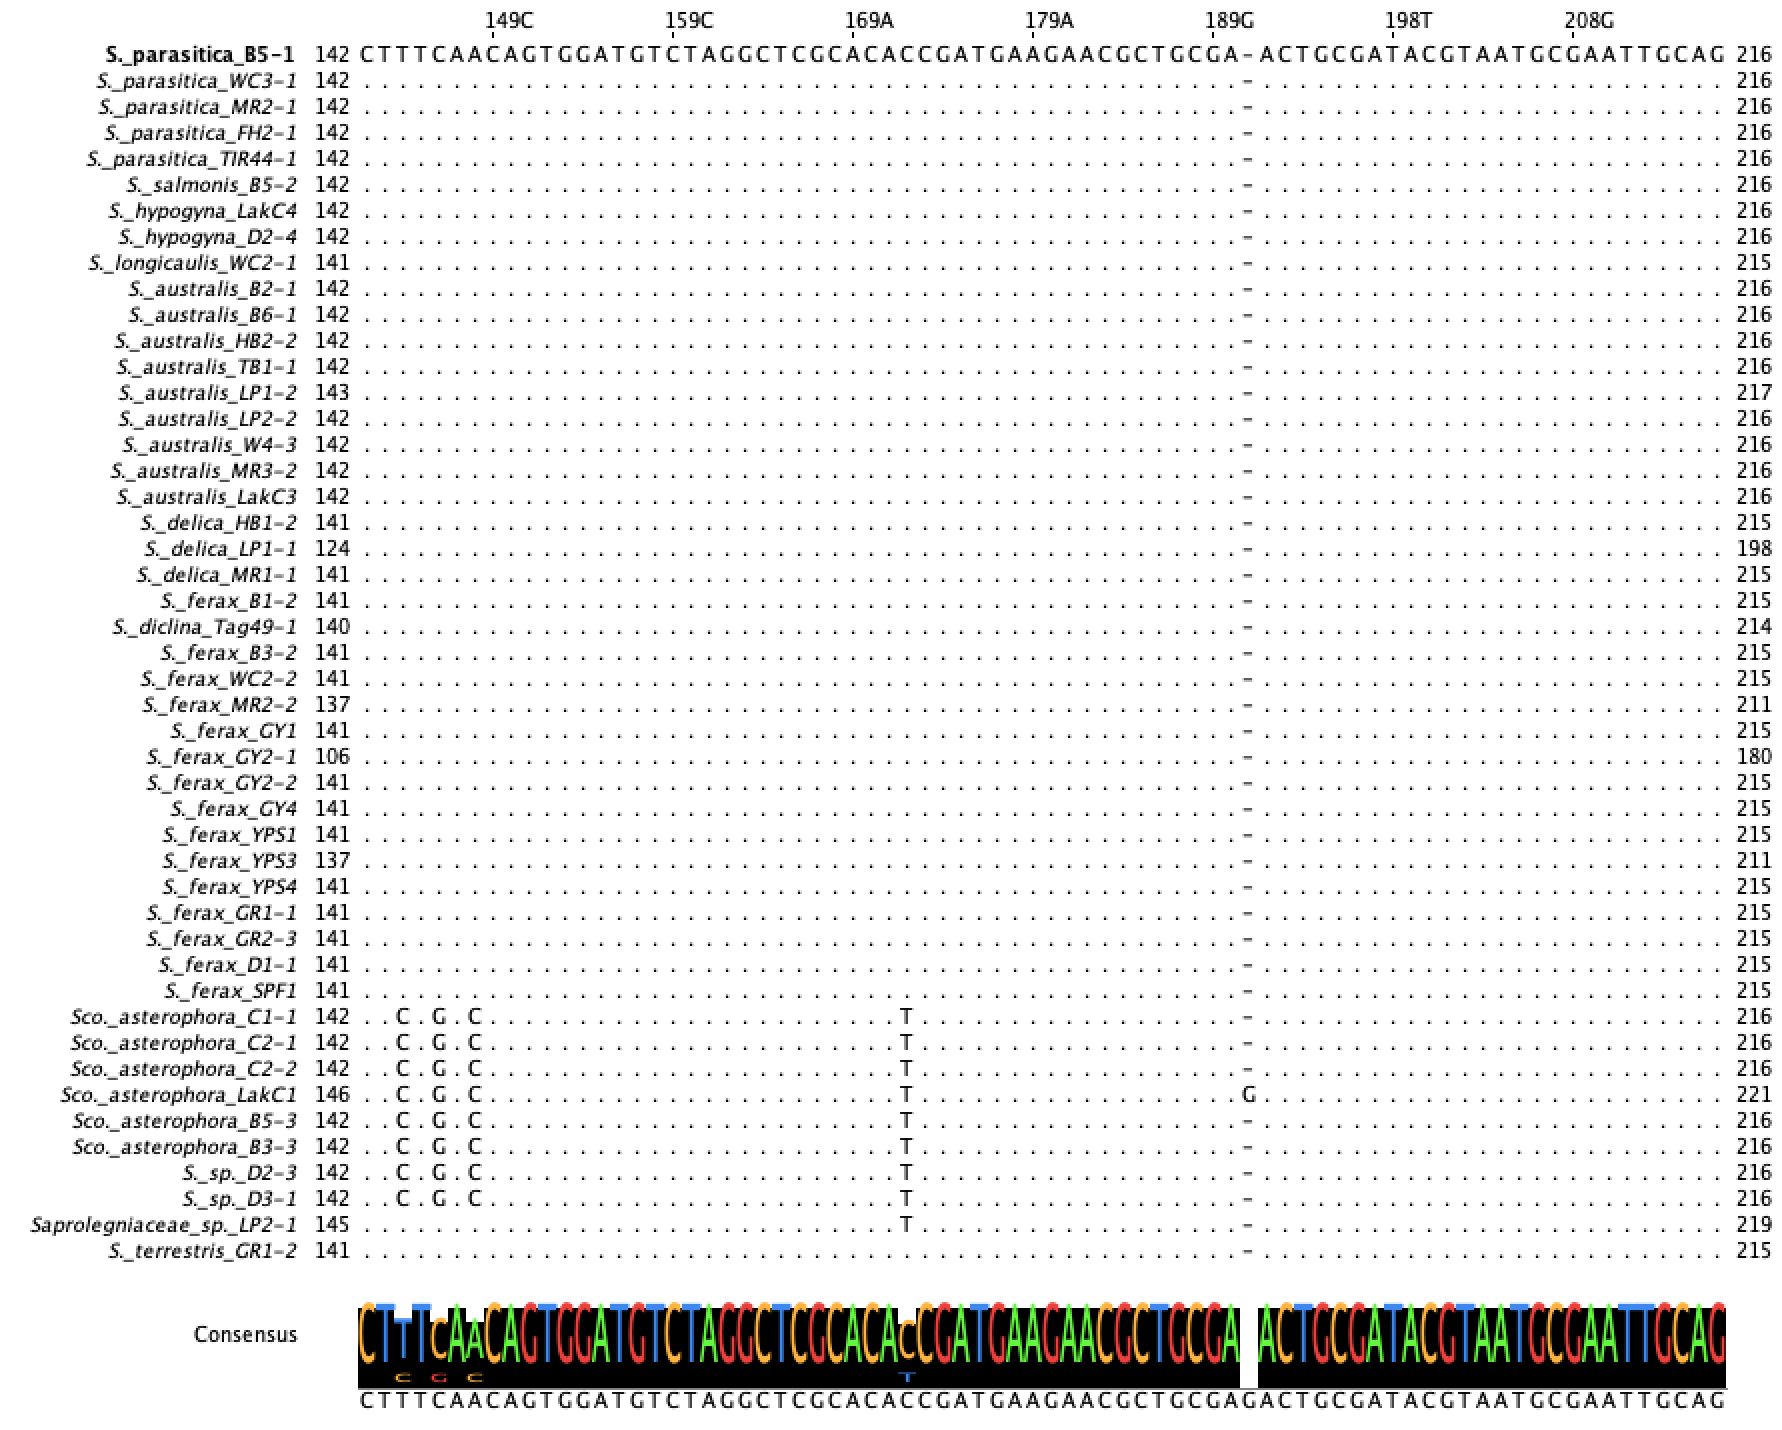 149C 159C 169A 179A 189G 198T 208G
S._parasitica_B5-1 142 CTTTCAACAGTGGATGTCTAGGCTCGCACACCGATGAAGAACGCTGCGA-ACTGCGATACGTAATGCGAATTGCAG 216
S._parasitica_WC3-1 142 .................................................-.......................... 216
S._parasitica_MR2-1 142 .................................................-.......................... 216
S._parasitica_FH2-1 142 .................................................-.......................... 216
S._parasitica_TIR44-1 142 .................................................-.......................... 216
S._salmonis_B5-2 142 .................................................-.......................... 216
S._hypogyna_LakC4 142 .................................................-.......................... 216
S._hypogyna_D2-4 142 .................................................-.......................... 216
S._longicaulis_WC2-1 141 .................................................-.......................... 215
S._australis_B2-1 142 .................................................-.......................... 216
S._australis_B6-1 142 .................................................-.......................... 216
S._australis_HB2-2 142 .................................................-.......................... 216
S._australis_TB1-1 142 .................................................-.......................... 216
S._australis_LP1-2 143 .................................................-.......................... 217
S._australis_LP2-2 142 .................................................-.......................... 216
S._australis_W4-3 142 .................................................-.......................... 216
S._australis_MR3-2 142 .................................................-.......................... 216
S._australis_LakC3 142 .................................................-.......................... 216
S._delica_HB1-2 141 .................................................-.......................... 215
S._delica_LP1-1 124 .................................................-.......................... 198
S._delica_MR1-1 141 .................................................-.......................... 215
S._ferax_B1-2 141 .................................................-.......................... 215
S._diclina_Tag49-1 140 .................................................-.......................... 214
S._ferax_B3-2 141 .................................................-.......................... 215
S._ferax_WC2-2 141 .................................................-.......................... 215
S._ferax_MR2-2 137 .................................................-.......................... 211
S._ferax_GY1 141 .................................................-.......................... 215
S._ferax_GY2-1 106 .................................................-.......................... 180
S._ferax_GY2-2 141 .................................................-.......................... 215
S._ferax_GY4 141 .................................................-.......................... 215
S._ferax_YPS1 141 .................................................-.......................... 215
S._ferax_YPS3 137 .................................................-.......................... 211
S._ferax_YPS4 141 .................................................-.......................... 215
S._ferax_GR1-1 141 .................................................-.......................... 215
S._ferax_GR2-3 141 .................................................-.......................... 215
S._ferax_D1-1 141 .................................................-.......................... 215
S._ferax_SPF1 141 .................................................-.......................... 215
Sco._asterophora_C1-1 142 ..C.G.C.......................T..................-.......................... 216
Sco._asterophora_C2-1 142 ..C.G.C.......................T..................-.......................... 216
Sco._asterophora_C2-2 142 ..C.G.C.......................T..................-.......................... 216
Sco._asterophora_LakC1 146 ..C.G.C.......................T..................G.......................... 221
Sco._asterophora_B5-3 142 ..C.G.C.......................T..................-.......................... 216
Sco._asterophora_B3-3 142 ..C.G.C.......................T..................-.......................... 216
S._sp._D2-3 142 ..C.G.C.......................T..................-.......................... 216
S._sp._D3-1 142 ..C.G.C.......................T..................-.......................... 216
Saprolegniaceae_sp._LP2-1 145 ..............................T..................-.......................... 219
S._terrestris_GR1-2 141 .................................................-.......................... 215
Consensus CTTTCAACAGTGGATGTCTAGGCTCGCACACCGATGAAGAACGCTGCGA ACTGCGATACGTAATGCGAATTGCAG
C G C T
CTTTCAACAGTGGATGTCTAGGCTCGCACACCGATGAAGAACGCTGCGAGACTGCGATACGTAATGCGAATTGCAG